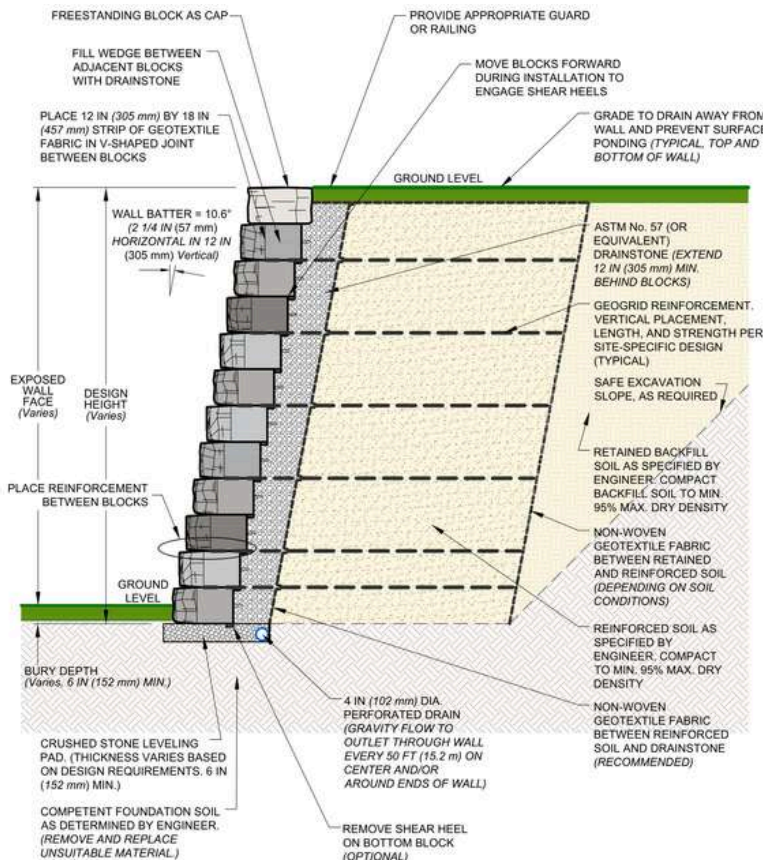 FREESTANDING BLOCK AS CAP
PROVIDE APPROPRIATE GUARD
OR RAILING
FILL WEDGE BETWEEN
ADJACENT BLOCKS
WITH DRAINSTONE
MOVE BLOCKS FORWARD
DURING INSTALLATION TO
ENGAGE SHEAR HEELS
PLACE 12 IN (305 mm) BY 18 IN
(457 mm) STRIP OF GEOTEXTILE
FABRIC IN V-SHAPED JOINT
BETWEEN BLOCKS
GRADE TO DRAIN AWAY FROM
WALL AND PREVENT SURFACE
PONDING (TYPICAL, TOP AND
BOTTOM OF WALL)
GROUND LEVEL
WALL BATTER = 10.6°
(2 1/4 IN (57 mm)
HORIZONTAL IN 12 IN
(305 mm) Vertical)
ASTM No. 57 (OR
EQUIVALENT)
DRAINSTONE (EXTEND
12 IN (305 mm) MIN.
BEHIND BLOCKS)
GEOGRID REINFORCEMENT.
VERTICAL PLACEMENT,
LENGTH, AND STRENGTH PER
SITE-SPECIFIC DESIGN
(TYPICAL)
EXPOSED
WALL
FACE
(Varies)
DESIGN
HEIGHT
(Varies)
SAFE EXCAVATION
SLOPE, AS REQUIRED
RETAINED BACKFILL
SOIL AS SPECIFIED BY
ENGINEER. COMPACT
BACKFILL SOIL TO MIN.
95% MAX. DRY DENSITY
PLACE REINFORCEMENT
BETWEEN BLOCKS
NON-WOVEN
GEOTEXTILE FABRIC
BETWEEN RETAINED
AND REINFORCED SOIL
(DEPENDING ON SOIL
CONDITIONS)
GROUND
LEVEL
REINFORCED SOIL AS
SPECIFIED BY
ENGINEER. COMPACT
TO MIN. 95% MAX. DRY
DENSITY
BURY DEPTH
(Varies, 6 IN (152 mm) MIN.)
4 IN (102 mm) DIA.
PERFORATED DRAIN
(GRAVITY FLOW TO
OUTLET THROUGH WALL
EVERY 50 FT (15.2 m) ON
CENTER AND/OR
AROUND ENDS OF WALL)
NON-WOVEN
GEOTEXTILE FABRIC
BETWEEN REINFORCED
SOIL AND DRAINSTONE
(RECOMMENDED)
CRUSHED STONE LEVELING
PAD. (THICKNESS VARIES BASED
ON DESIGN REQUIREMENTS. 6 IN
(152 mm) MIN.)
COMPETENT FOUNDATION SOIL
AS DETERMINED BY ENGINEER.
(REMOVE AND REPLACE
UNSUITABLE MATERIAL.)
REMOVE SHEAR HEEL
ON BOTTOM BLOCK
(OPTIONAL)